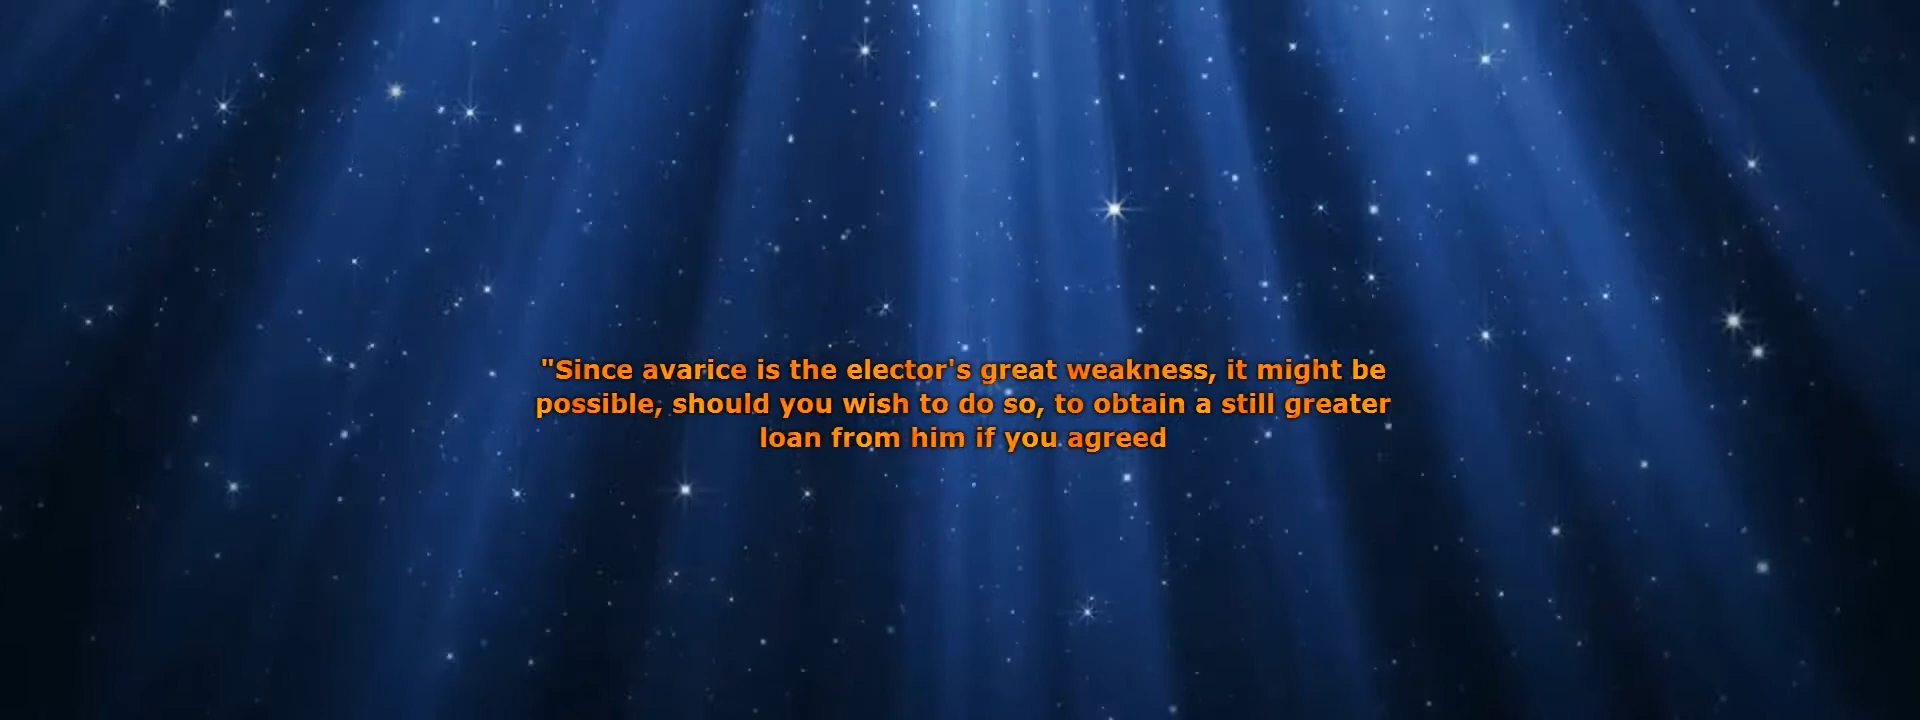 "Since avarice is the elector's great weakness, it might be
possible, should you wish to do so, to obtain a still greater
loan from him if you agreed